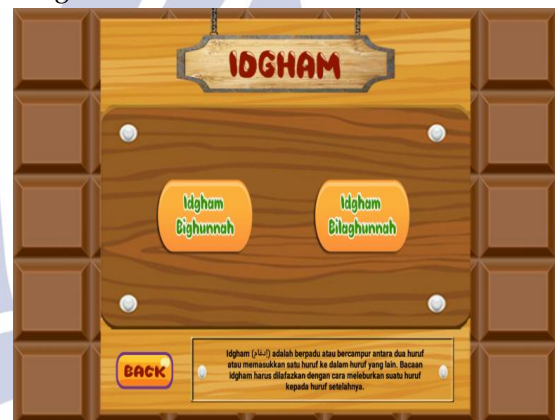 IDGHAM
Idgham
Bighunnah
Idgham
Bilaghunnah
BACK
Idgham (إدغام) adalah berpadu atau bercampur antara dua huruf
atau memasukkan satu huruf ke dalam huruf yang lain. Bacaan
idgham harus dilafazkan dengan cara meleburkan suatu huruf
kepada huruf setelahnya.